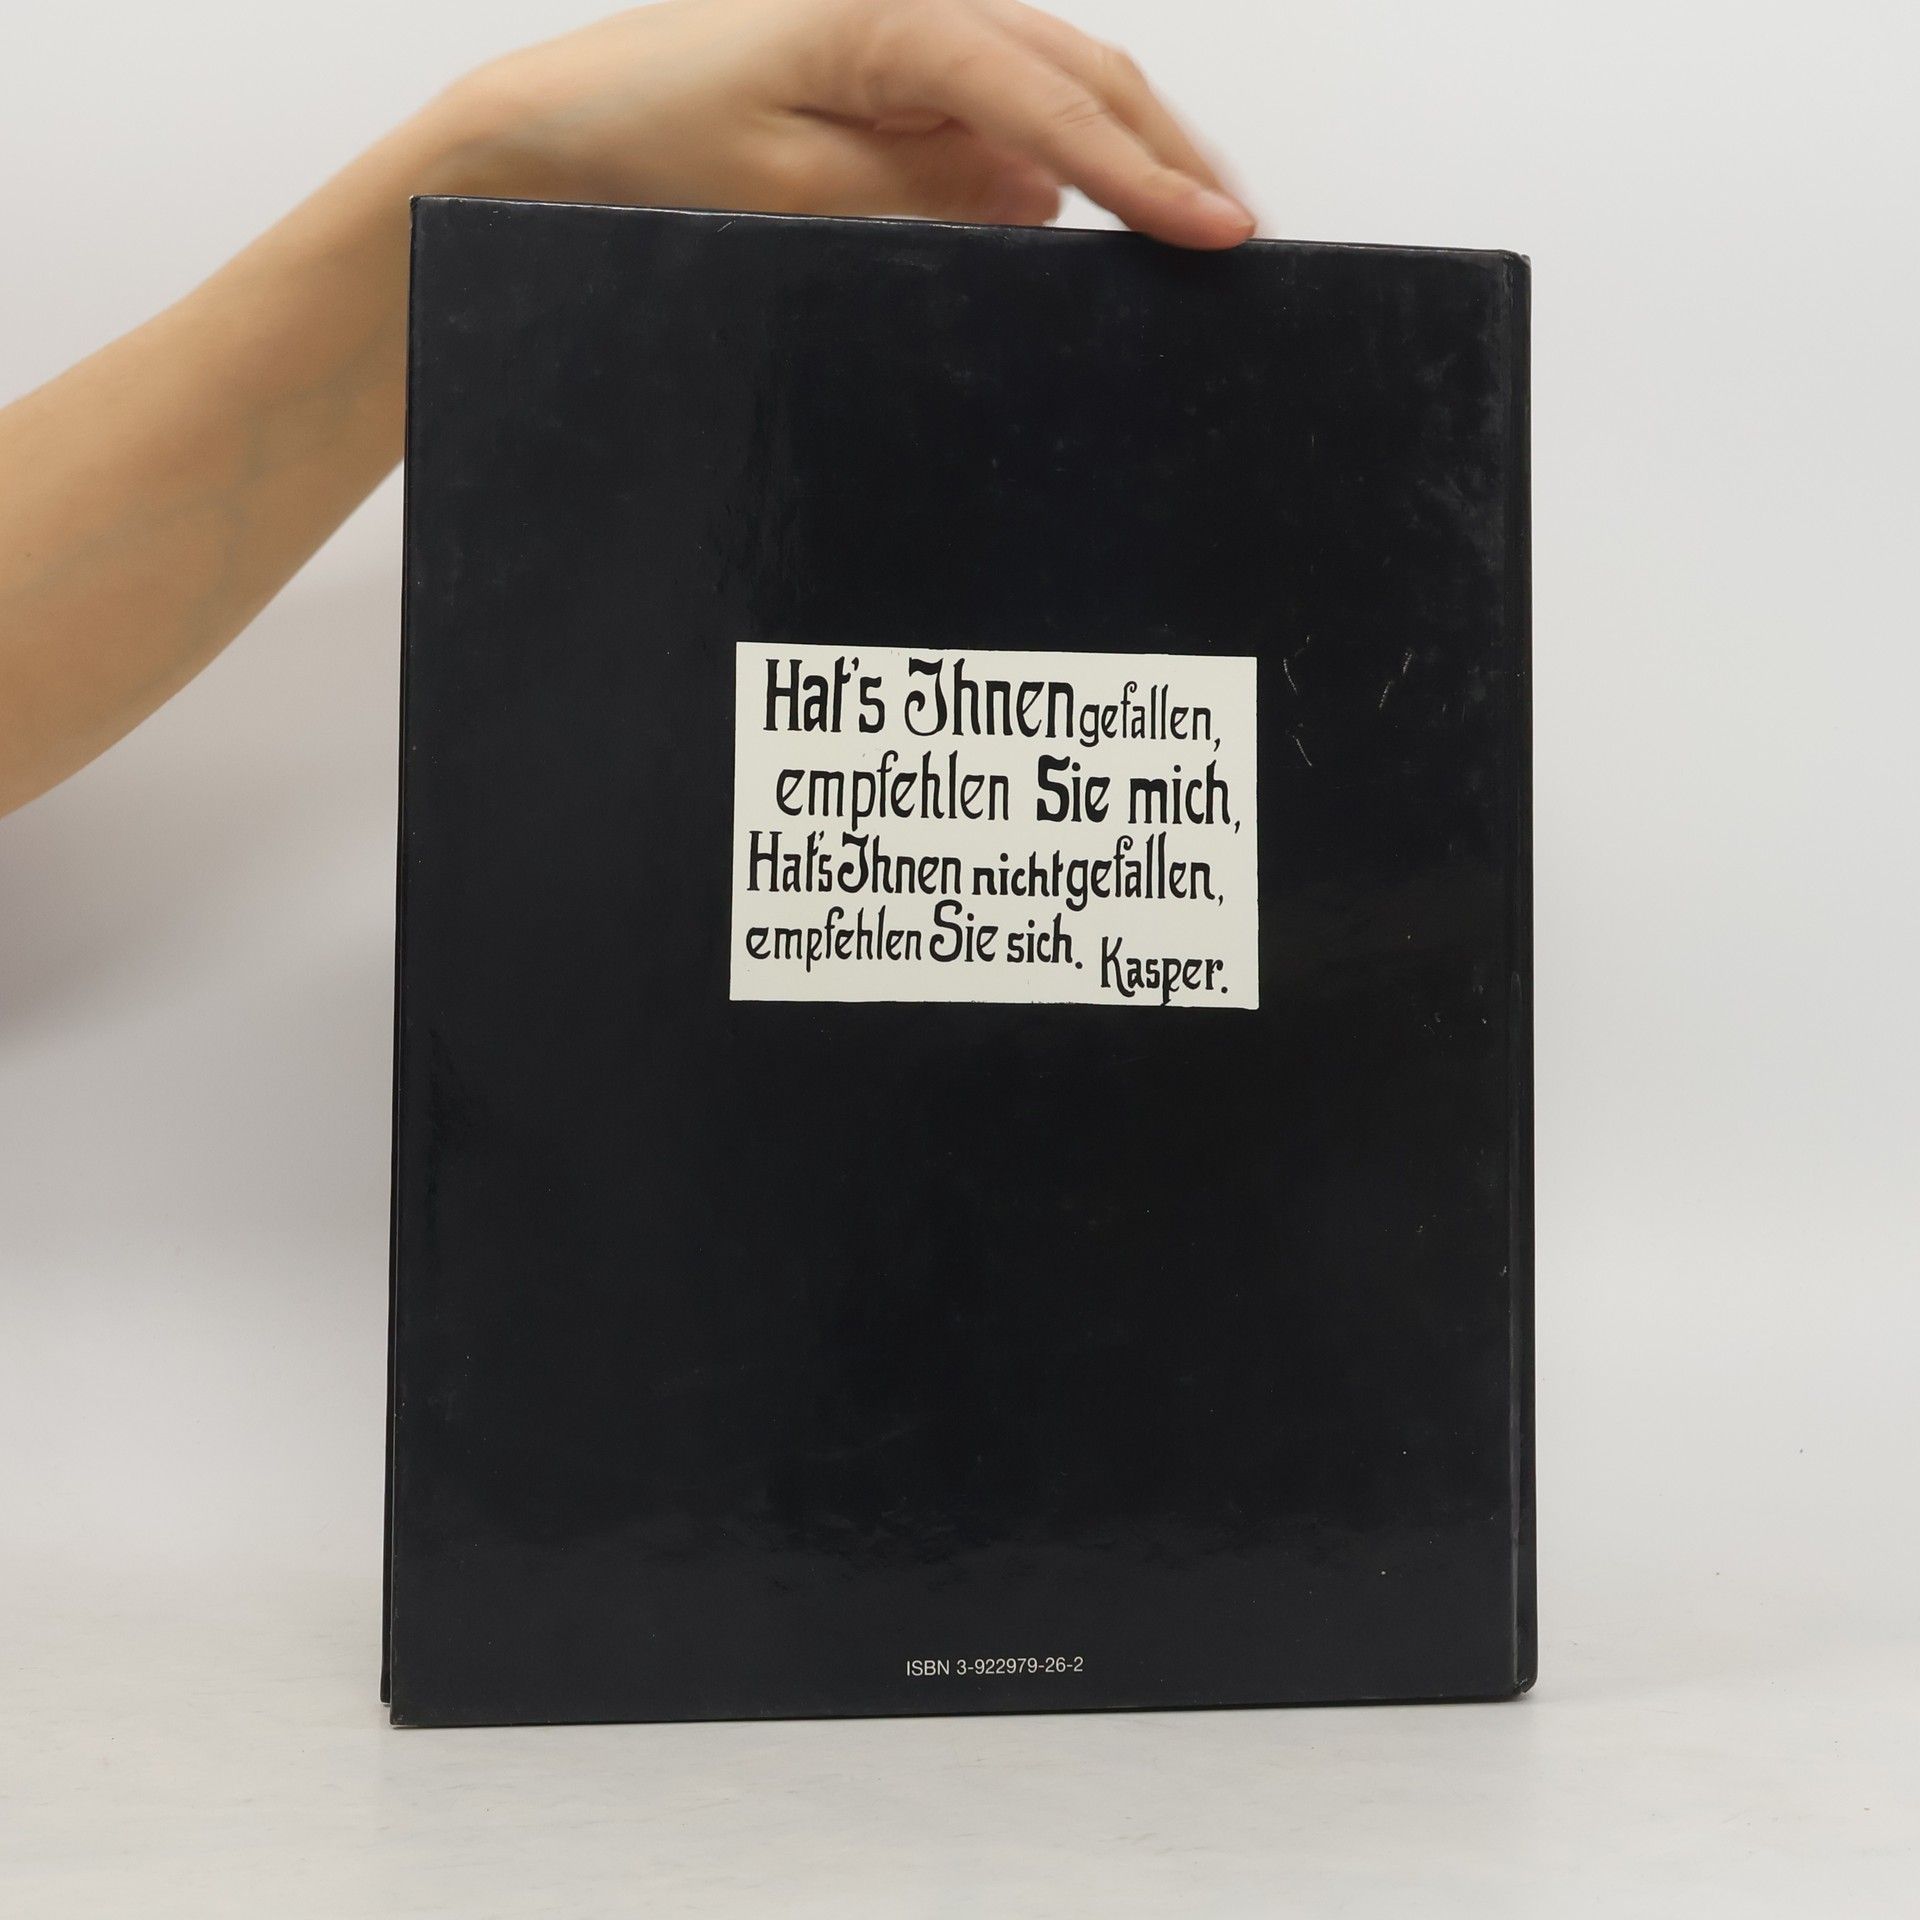 Hat's Ihnen gefallen,
empfehlen Sie mich,
Hat's Ihnen nicht gefallen,
empfehlen Sie sich. Kasper.
ISBN 3-922979-26-2